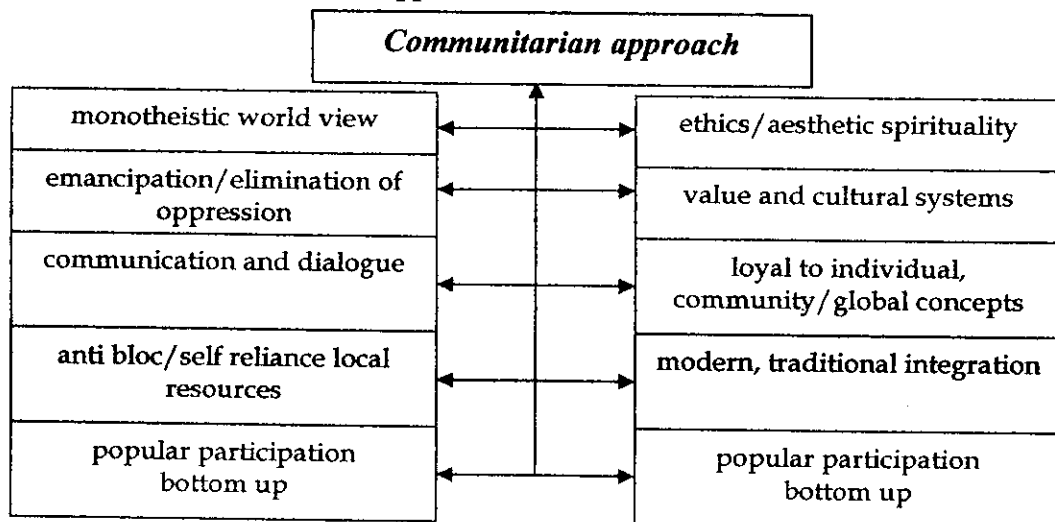 Communitarian approach
monotheistic world view
ethics/aesthetic spirituality
emancipation/elimination of
oppression
value and cultural systems
communication and dialogue
loyal to individual,
community/global concepts
anti bloc/self reliance local
resources
modern, traditional integration
popular participation
bottom up
popular participation
bottom up